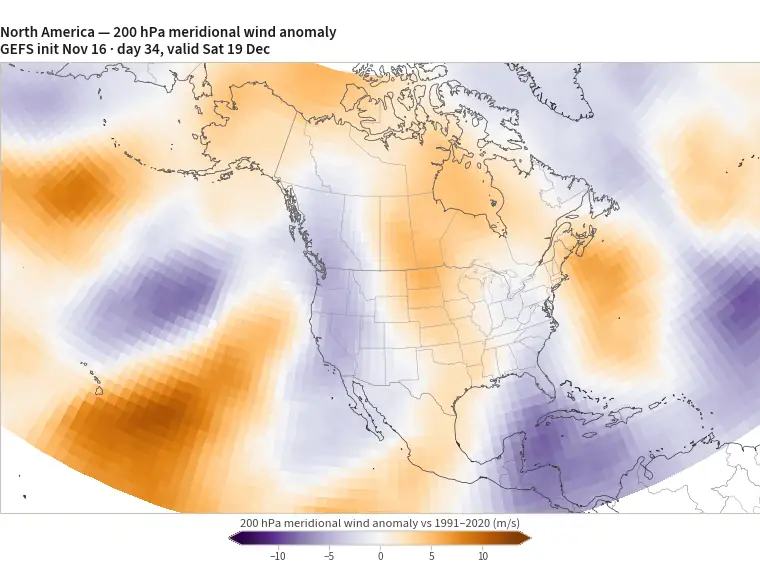 North America — 200 hPa meridional wind anomaly
GEFS init Nov 16 · day 34, valid Sat 19 Dec
200 hPa meridional wind anomaly vs 1991–2020 (m/s)
−10 −5 0 5 10